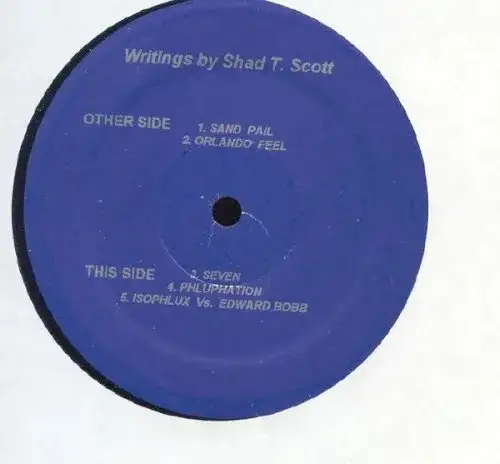 Writings by Shad T. Scott
OTHER SIDE
1. SAND PAIL
2. ORLANDO FEEL
THIS SIDE
3. SEVEN
4. PHLUPHATION
5. ISOPHLUX Vs. EDWARD BOBB